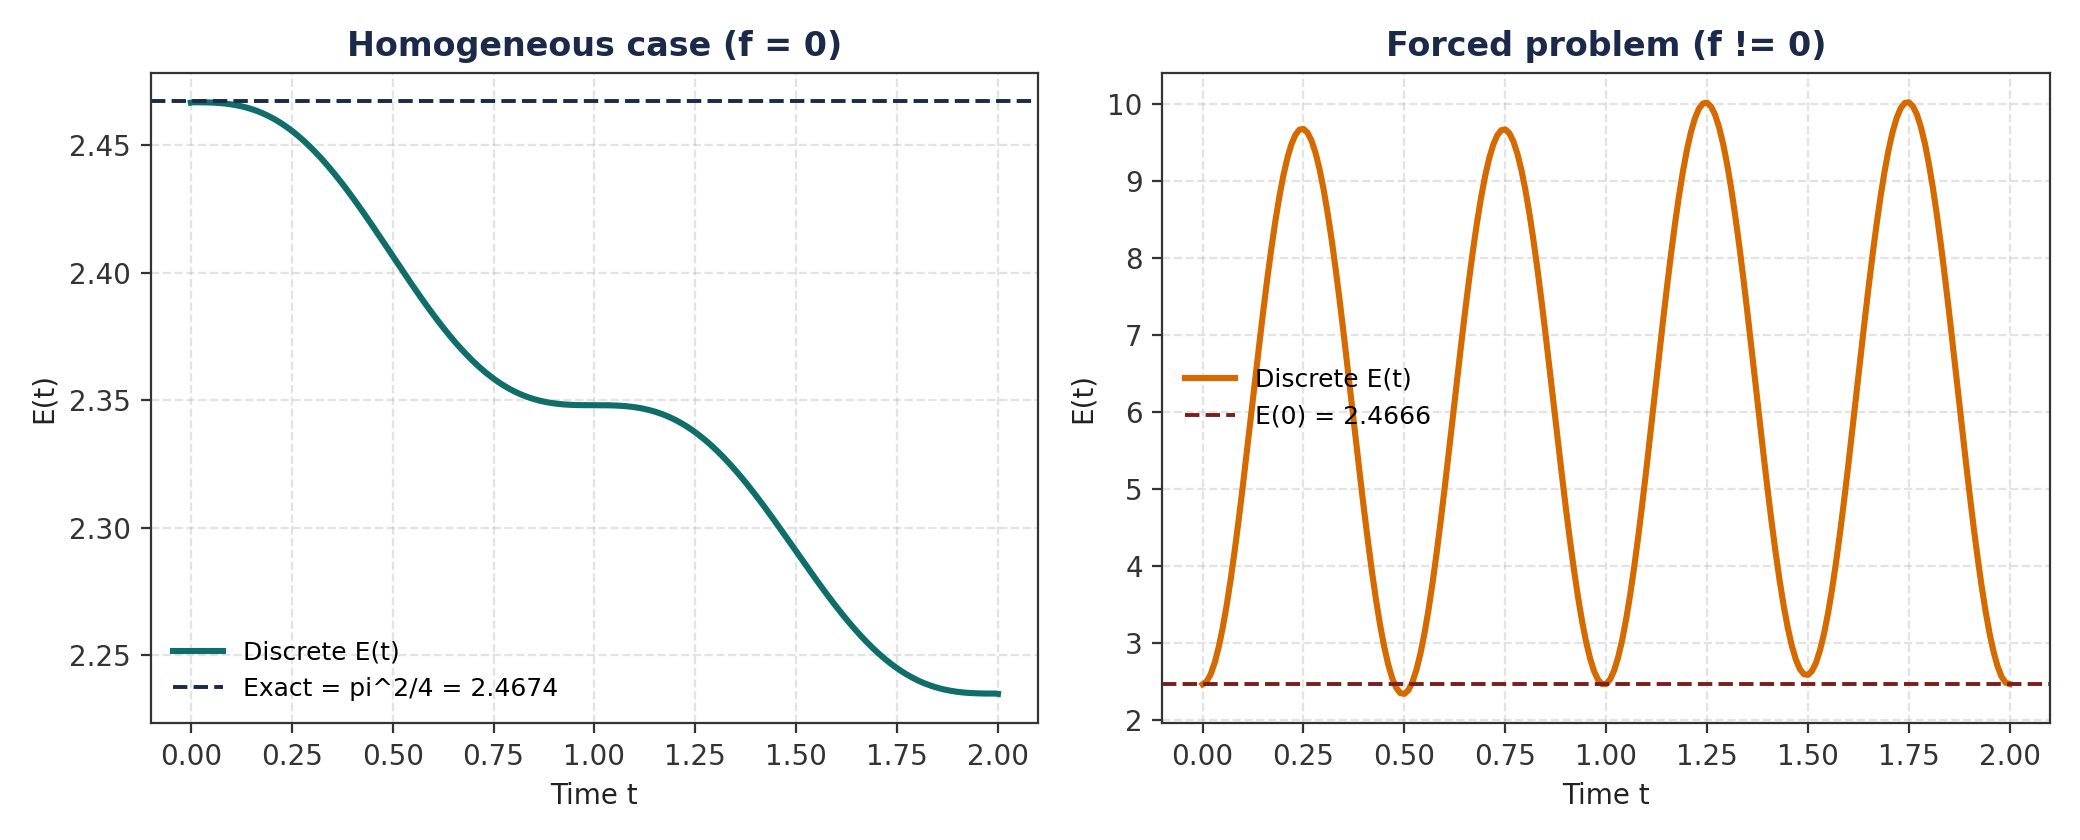 Homogeneous case (f = 0)
E(t)
2.45
2.40
2.35
2.30
2.25
Discrete E(t)
Exact = pi^2/4 = 2.4674
0.00 0.25 0.50 0.75 1.00 1.25 1.50 1.75 2.00
Time t
Forced problem (f != 0)
E(t)
10
9
8
7
6
5
4
3
2
Discrete E(t)
E(0) = 2.4666
0.00 0.25 0.50 0.75 1.00 1.25 1.50 1.75 2.00
Time t